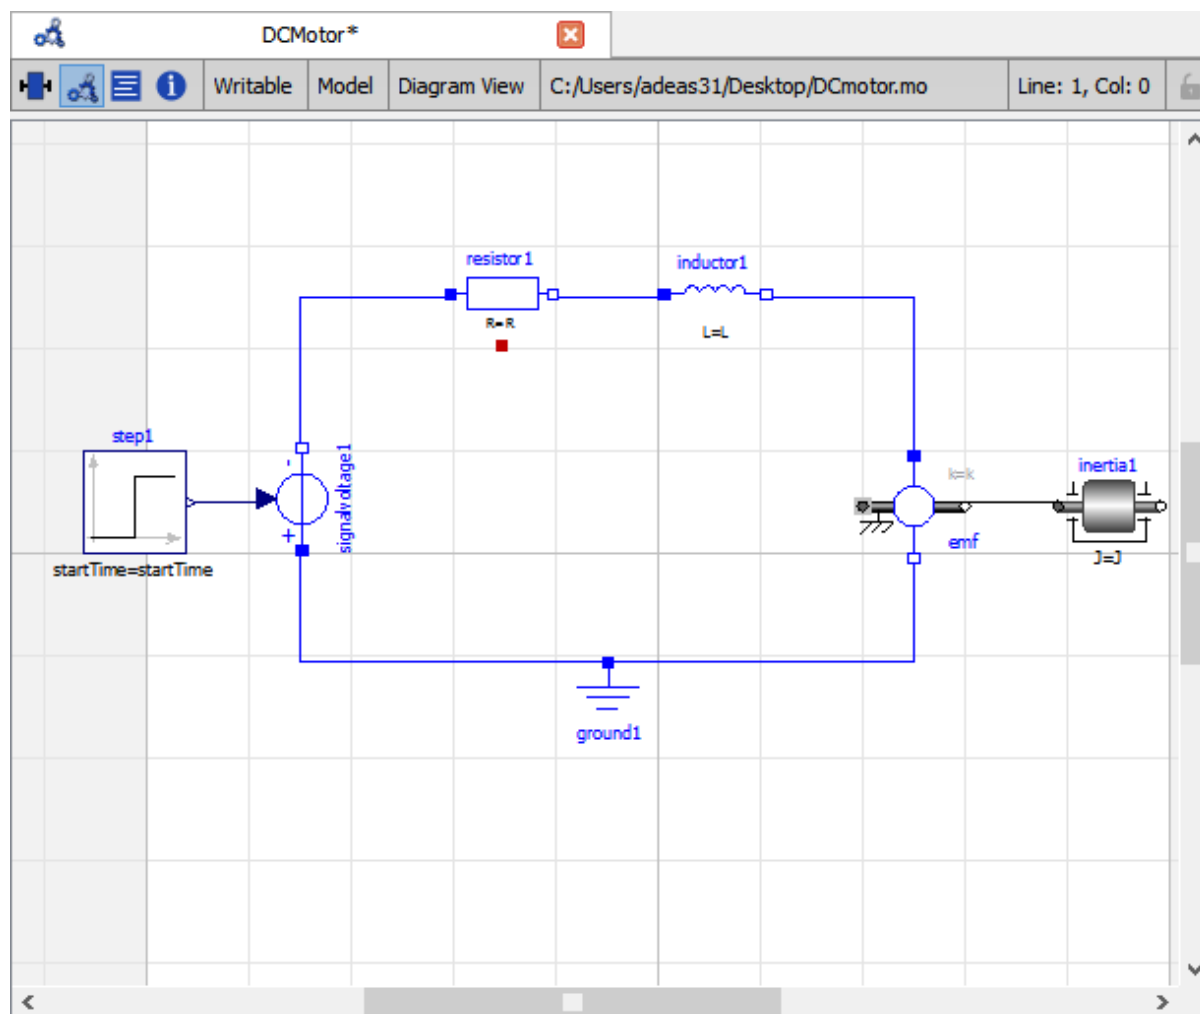 DCMotor*
Writable
Model
Diagram View
C:/Users/adeas31/Desktop/DCmotor.mo
Line: 1, Col: 0
resistor1
R=R
inductor1
L=L
step1
startTime=startTime
-
+
signalvoltage1
k=k
emf
inertia1
J=J
ground1